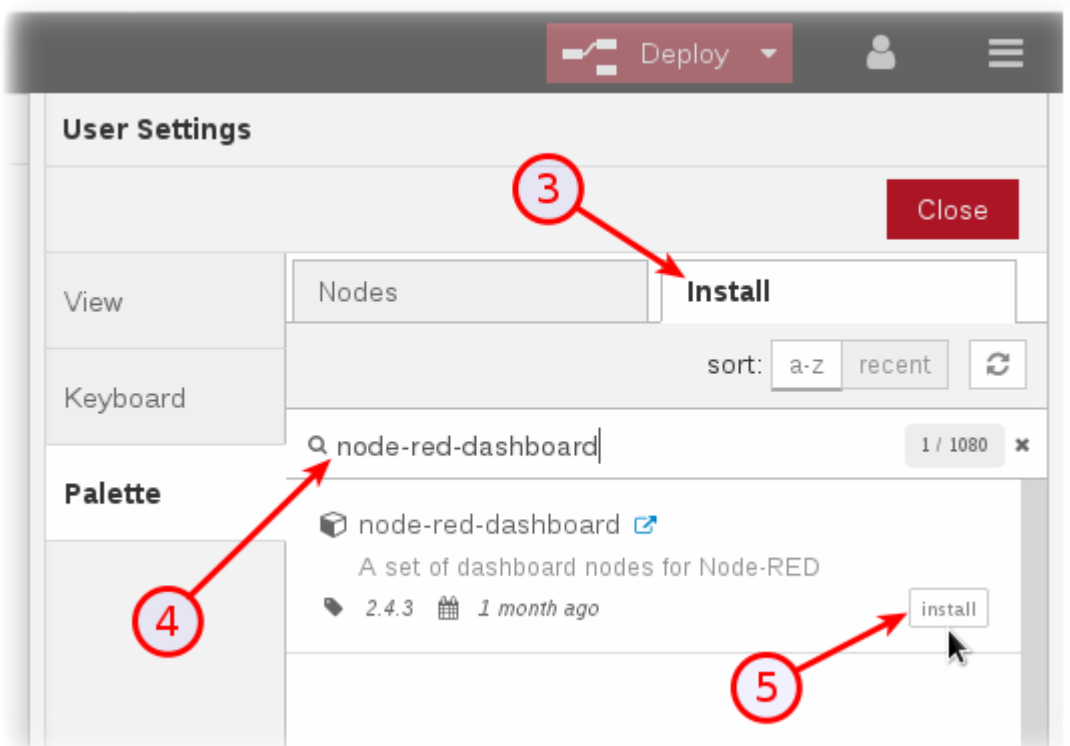 Deploy
User Settings
3
Close
View
Nodes
Install
sort: a-z recent
Keyboard
node-red-dashboard
1 / 1080
Palette
node-red-dashboard
A set of dashboard nodes for Node-RED
2.4.3 1 month ago
install
4
5